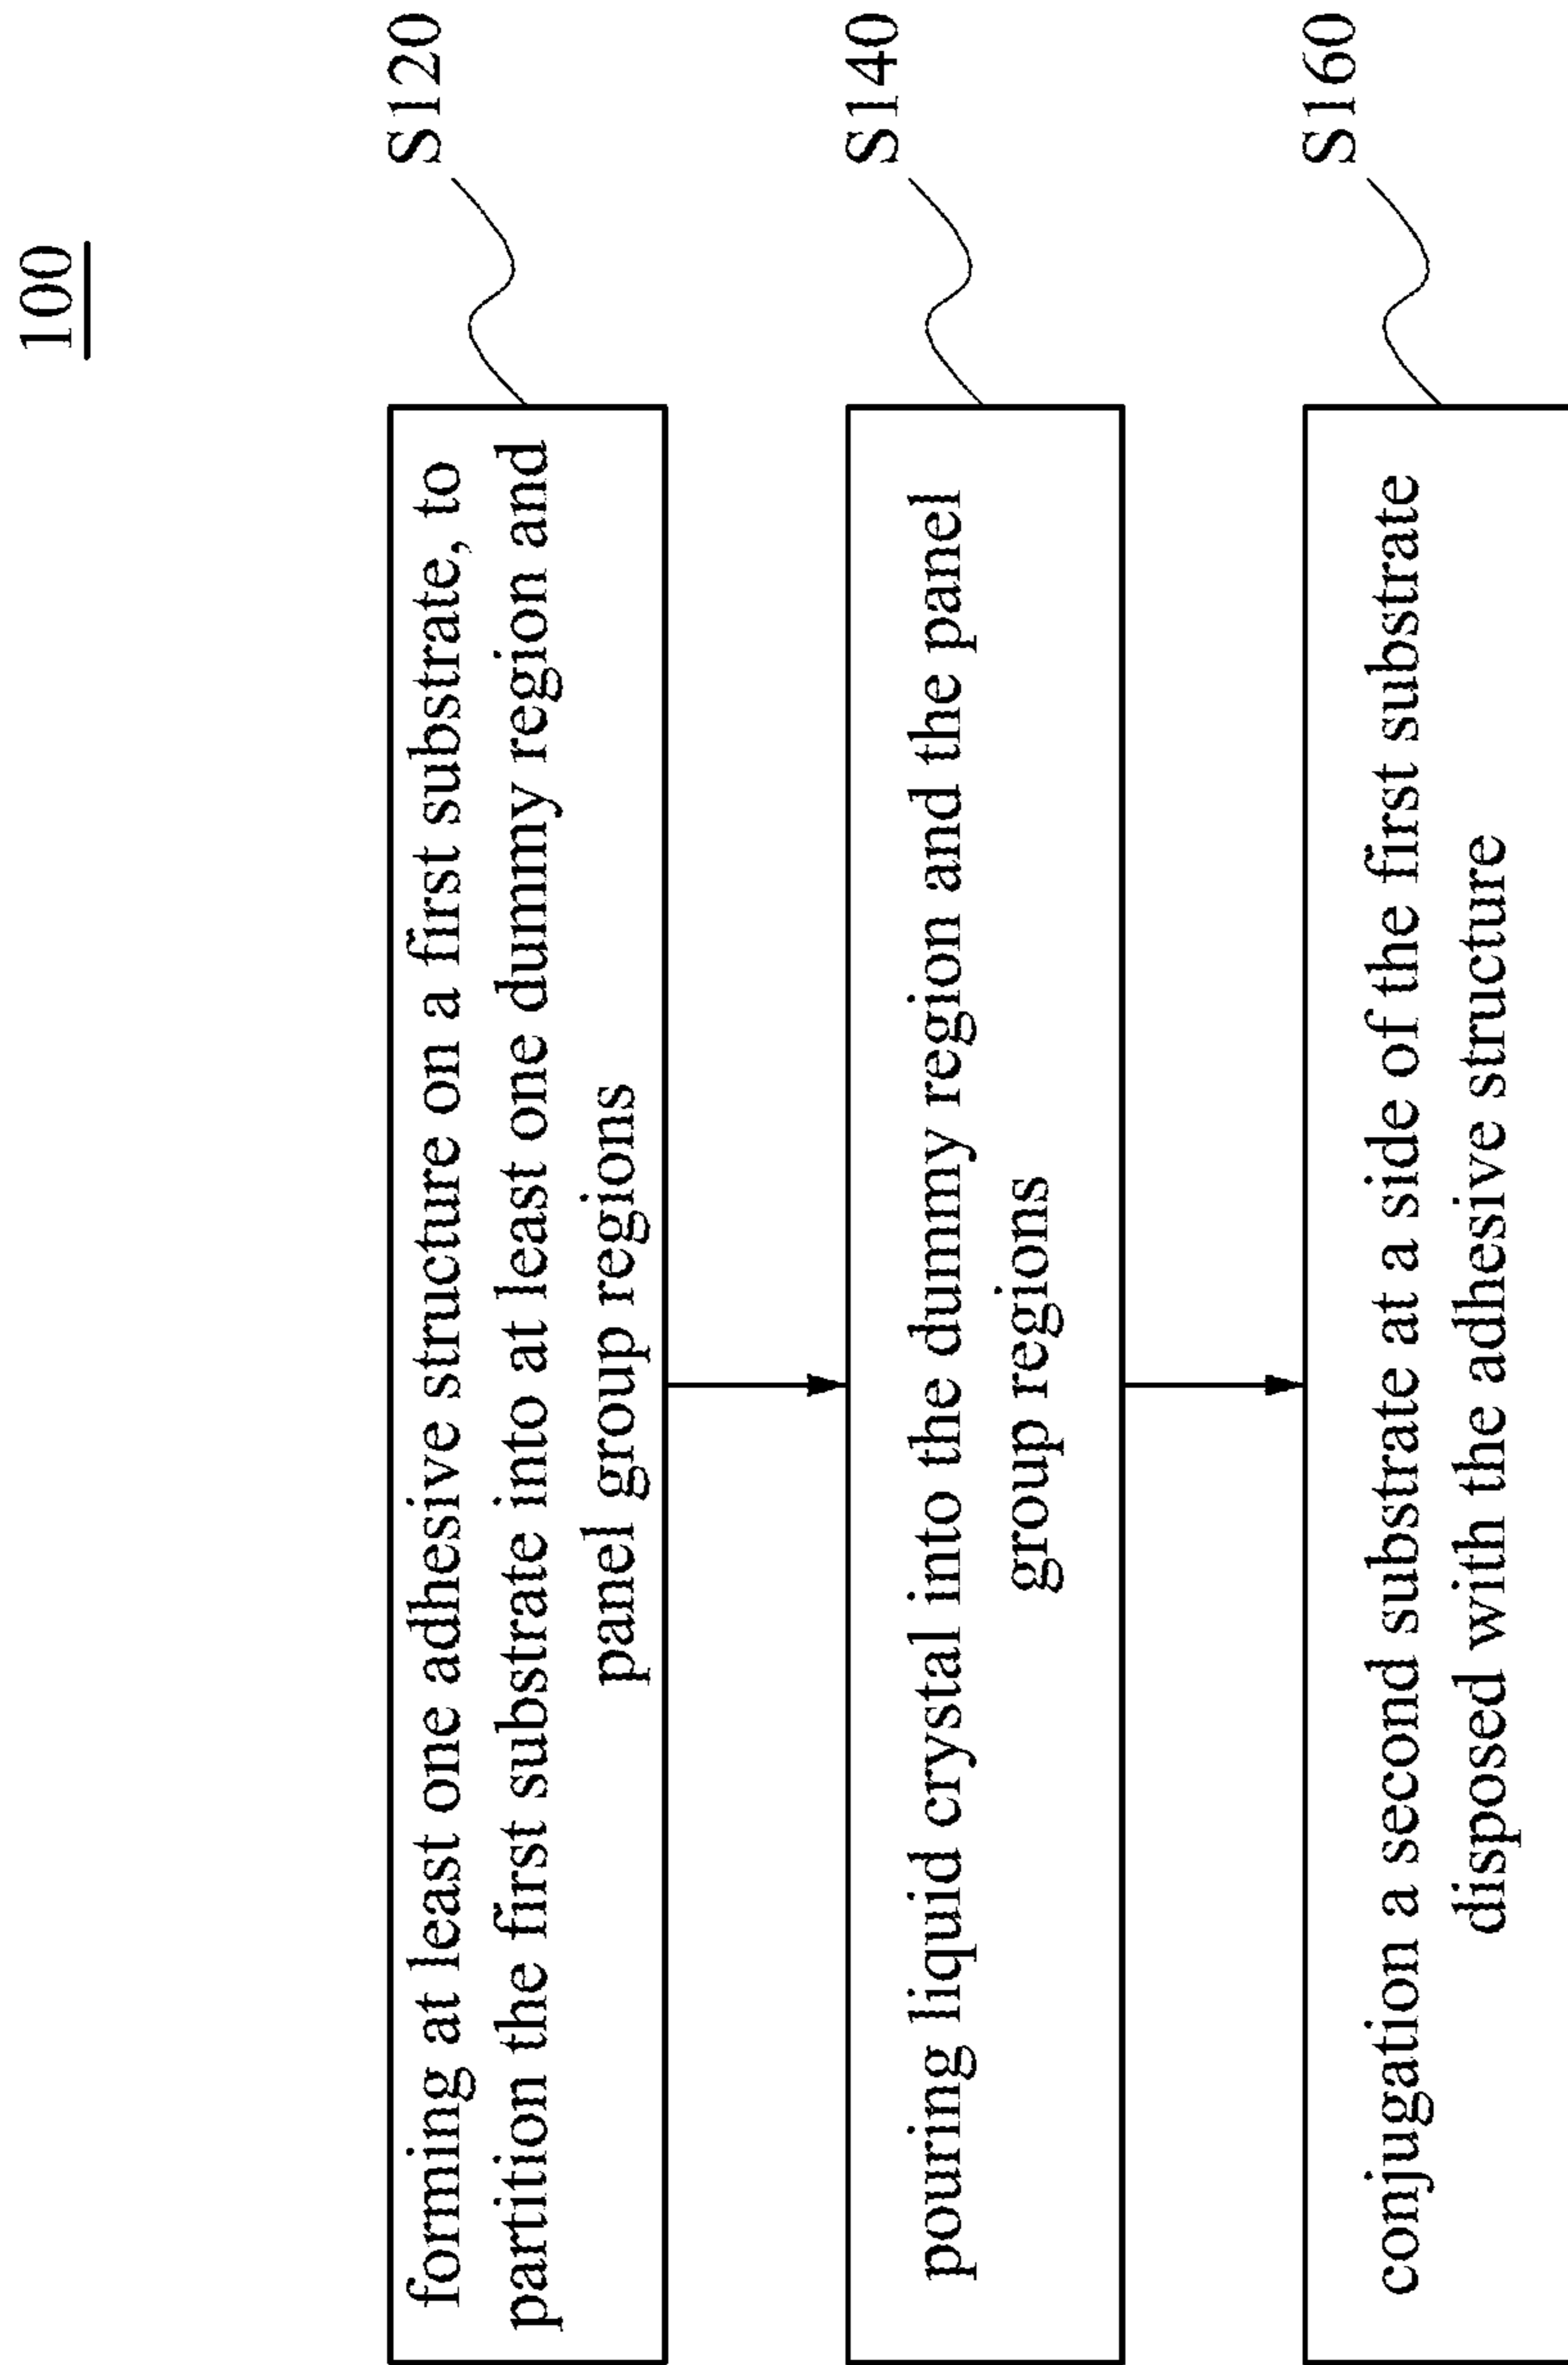 100
forming at least one adhesive structure on a first substrate, to
partition the first substrate into at least one dummy region and
panel group regions
S120
pouring liquid crystal into the dummy region and the panel
group regions
S140
conjugation a second substrate at a side of the first substrate
disposed with the adhesive structure
S160